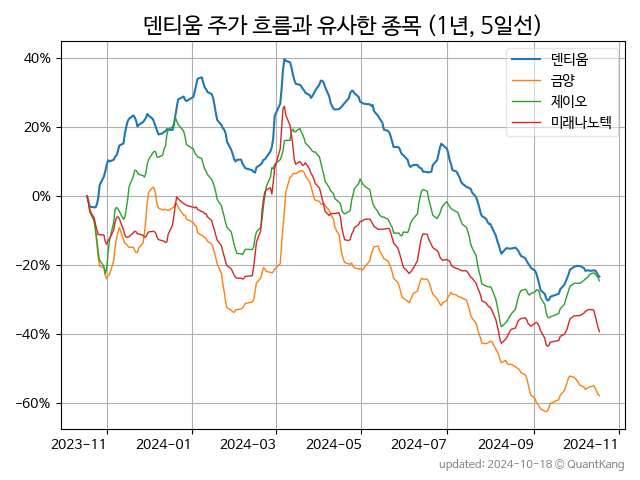 덴티움 주가 흐름과 유사한 종목 (1년, 5일선)
덴티움
금양
제이오
미래나노텍
40%
20%
0%
−20%
−40%
−60%
2023−11
2024−01
2024−03
2024−05
2024−07
2024−09
2024−11
updated: 2024-10-18 © QuantKang